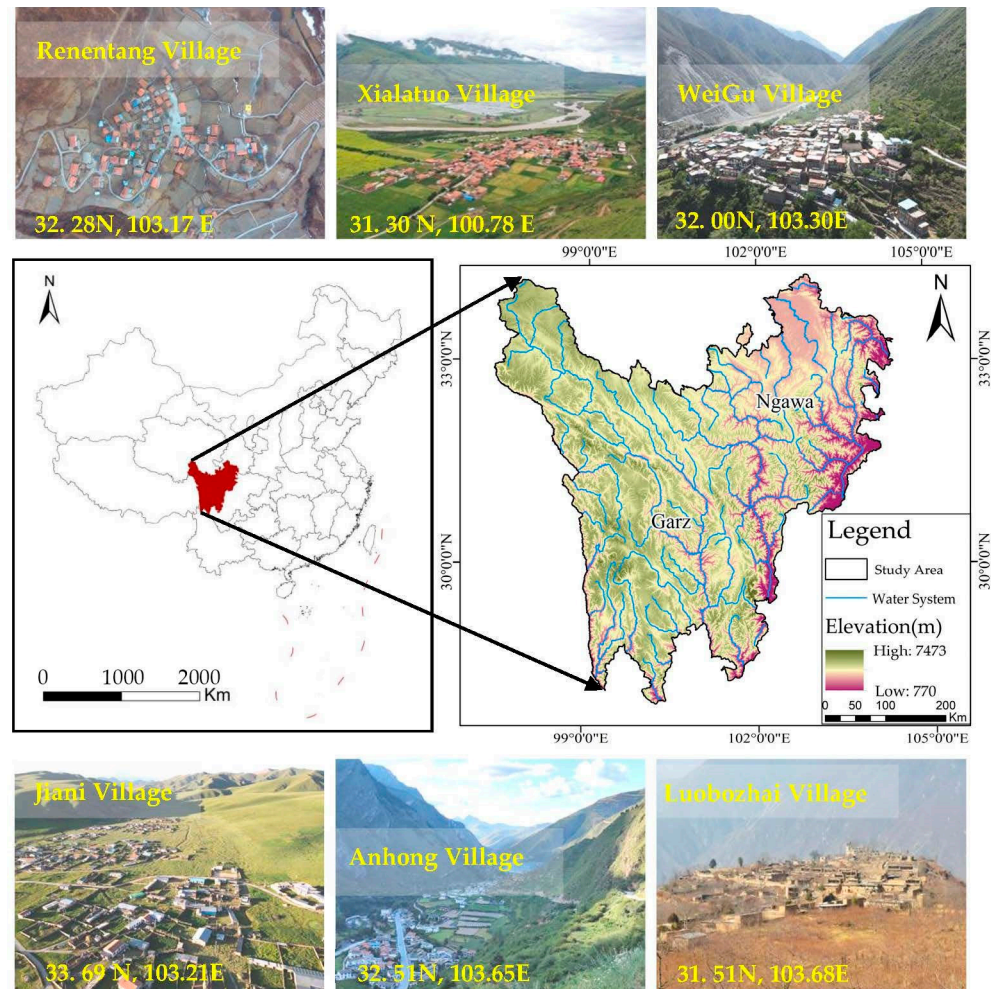 Renentang Village
32. 28N, 103.17 E
Xialatuo Village
31. 30 N, 100.78 E
WeiGu Village
32. 00N, 103.30E
N
0 1000 2000
Km
99°0'0"E 102°0'0"E 105°0'0"E
N
33°0'0"N
33°0'0"N
Ngawa
Garz
30°0'0"N
30°0'0"N
Legend
Study Area
Water System
Elevation(m)
High: 7473
Low: 770
0 50 100 200
Km
99°0'0"E 102°0'0"E 105°0'0"E
Jiani Village
33. 69 N, 103.21E
Anhong Village
32. 51N, 103.65E
Luobozhai Village
31. 51N, 103.68E